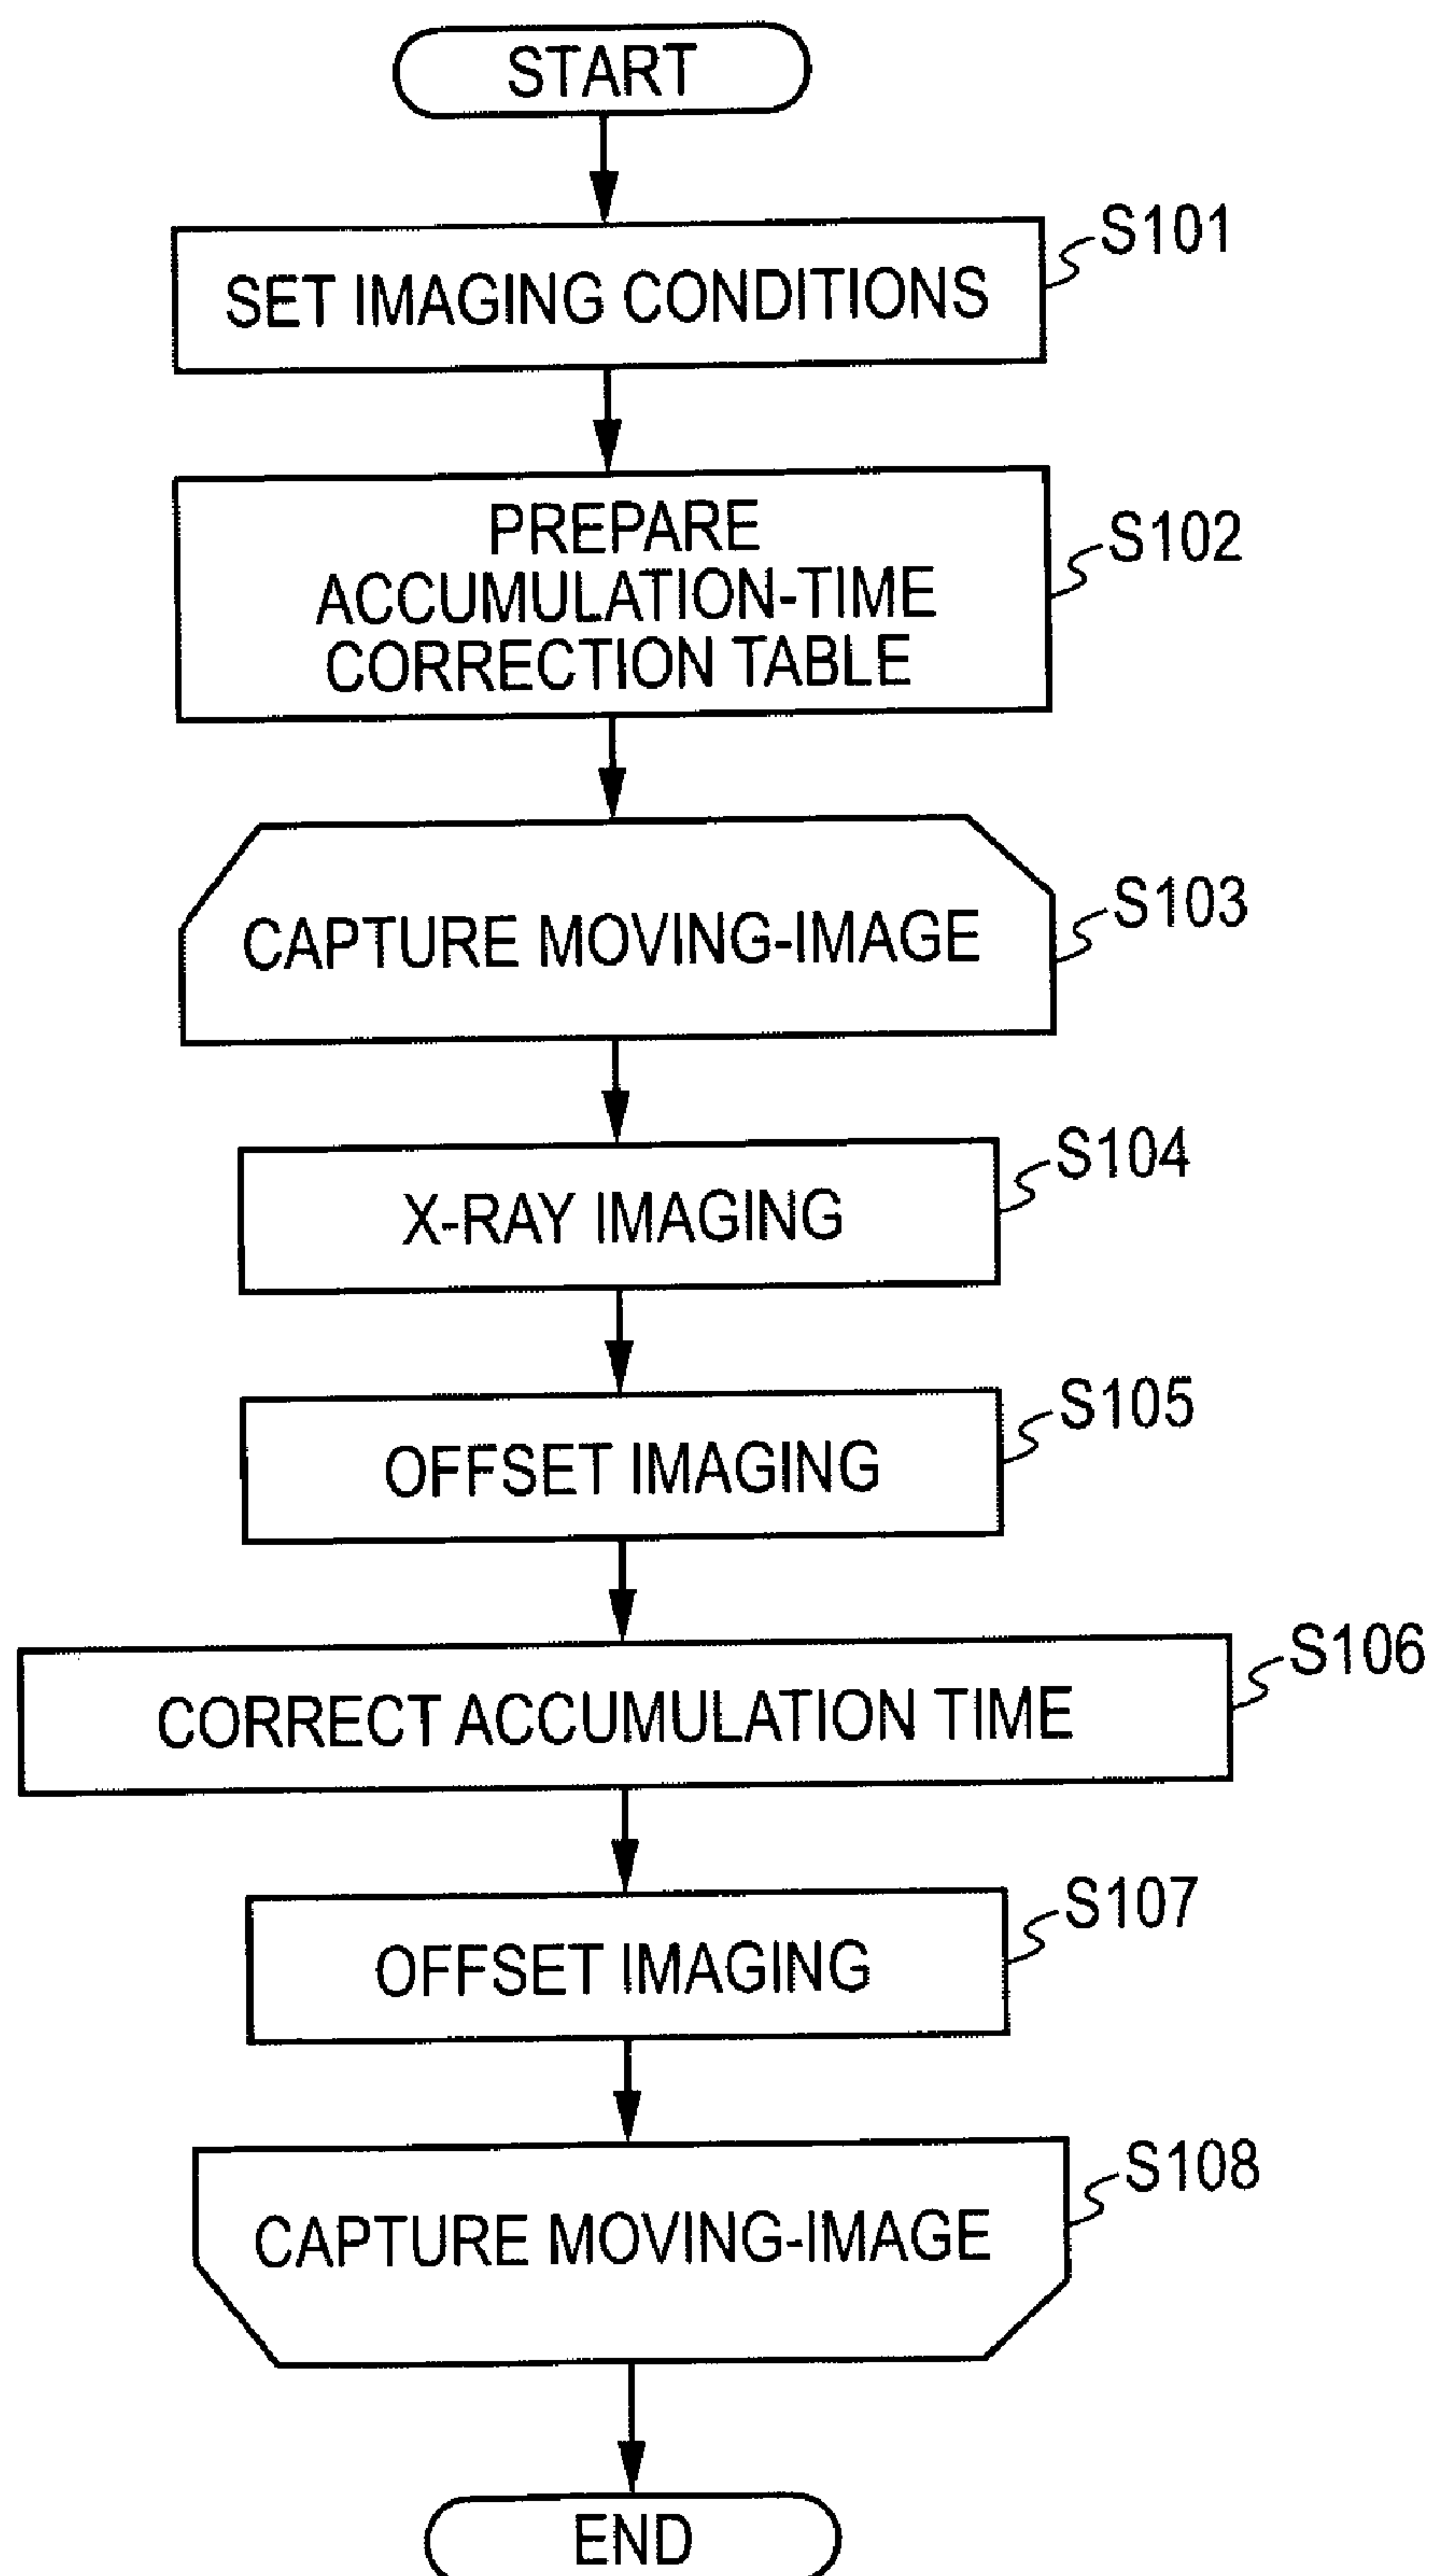 START
S101
SET IMAGING CONDITIONS
S102
PREPARE
ACCUMULATION-TIME
CORRECTION TABLE
S103
CAPTURE MOVING-IMAGE
S104
X-RAY IMAGING
S105
OFFSET IMAGING
S106
CORRECT ACCUMULATION TIME
S107
OFFSET IMAGING
S108
CAPTURE MOVING-IMAGE
END